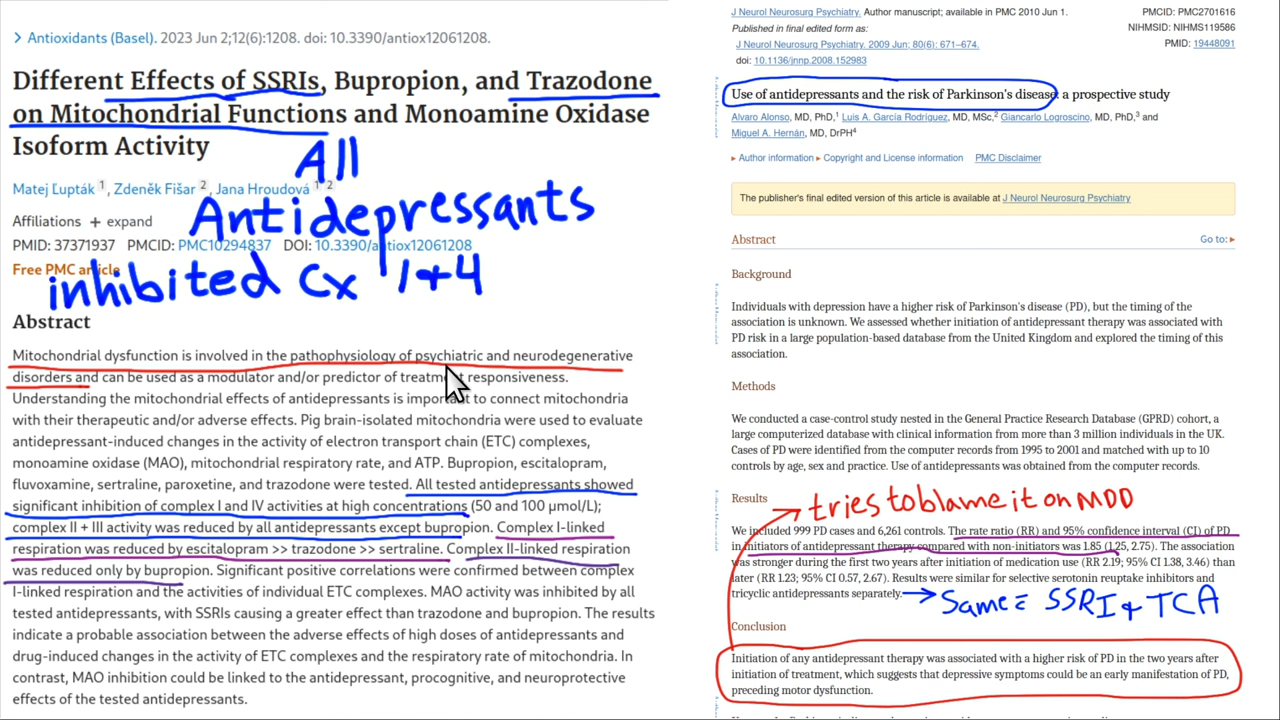 > Antioxidants (Basel). 2023 Jun 2;12(6):1208. doi: 10.3390/antiox12061208.
Different Effects of SSRIs, Bupropion, and Trazodone
on Mitochondrial Functions and Monoamine Oxidase
Isoform Activity
All
Matej Ľupták 1, Zdeněk Fišar 2, Jana Hroudová 1 2
Antidepressants
Affiliations + expand
PMID: 37371937 PMCID: PMC10294837 DOI: 10.3390/antiox12061208
Free PMC article
inhibited Cx 1+4
Abstract
Mitochondrial dysfunction is involved in the pathophysiology of psychiatric and neurodegenerative
disorders and can be used as a modulator and/or predictor of treatment responsiveness.
Understanding the mitochondrial effects of antidepressants is important to connect mitochondria
with their therapeutic and/or adverse effects. Pig brain-isolated mitochondria were used to evaluate
antidepressant-induced changes in the activity of electron transport chain (ETC) complexes,
monoamine oxidase (MAO), mitochondrial respiratory rate, and ATP. Bupropion, escitalopram,
fluvoxamine, sertraline, paroxetine, and trazodone were tested. All tested antidepressants showed
significant inhibition of complex I and IV activities at high concentrations (50 and 100 µmol/L);
complex II + III activity was reduced by all antidepressants except bupropion. Complex I-linked
respiration was reduced by escitalopram >> trazodone >> sertraline. Complex II-linked respiration
was reduced only by bupropion. Significant positive correlations were confirmed between complex
I-linked respiration and the activities of individual ETC complexes. MAO activity was inhibited by all
tested antidepressants, with SSRIs causing a greater effect than trazodone and bupropion. The results
indicate a probable association between the adverse effects of high doses of antidepressants and
drug-induced changes in the activity of ETC complexes and the respiratory rate of mitochondria. In
contrast, MAO inhibition could be linked to the antidepressant, procognitive, and neuroprotective
effects of the tested antidepressants.
J Neurol Neurosurg Psychiatry. Author manuscript; available in PMC 2010 Jun 1.
Published in final edited form as:
J Neurol Neurosurg Psychiatry. 2009 Jun; 80(6): 671–674.
doi: 10.1136/jnnp.2008.152983
PMCID: PMC2701616
NIHMSID: NIHMS119586
PMID: 19448091
Use of antidepressants and the risk of Parkinson's disease: a prospective study
Alvaro Alonso, MD, PhD,1 Luis A. García Rodríguez, MD, MSc,2 Giancarlo Logroscino, MD, PhD,3 and
Miguel A. Hernán, MD, DrPH4
▸ Author information ▸ Copyright and License information PMC Disclaimer
The publisher's final edited version of this article is available at J Neurol Neurosurg Psychiatry
Abstract Go to: ▸
Background
Individuals with depression have a higher risk of Parkinson's disease (PD), but the timing of the
association is unknown. We assessed whether initiation of antidepressant therapy was associated with
PD risk in a large population-based database from the United Kingdom and explored the timing of this
association.
Methods
We conducted a case-control study nested in the General Practice Research Database (GPRD) cohort, a
large computerized database with clinical information from more than 3 million individuals in the UK.
Cases of PD were identified from the computer records from 1995 to 2001 and matched with up to 10
controls by age, sex and practice. Use of antidepressants was obtained from the computer records.
Results
tries to blame it on MDD
We included 999 PD cases and 6,261 controls. The rate ratio (RR) and 95% confidence interval (CI) of PD
in initiators of antidepressant therapy compared with non-initiators was 1.85 (1.25, 2.75). The association
was stronger during the first two years after initiation of medication use (RR 2.19; 95% CI 1.38, 3.46) than
later (RR 1.23; 95% CI 0.57, 2.67). Results were similar for selective serotonin reuptake inhibitors and
tricyclic antidepressants separately.
Same SSRI + TCA
Conclusion
Initiation of any antidepressant therapy was associated with a higher risk of PD in the two years after
initiation of treatment, which suggests that depressive symptoms could be an early manifestation of PD,
preceding motor dysfunction.